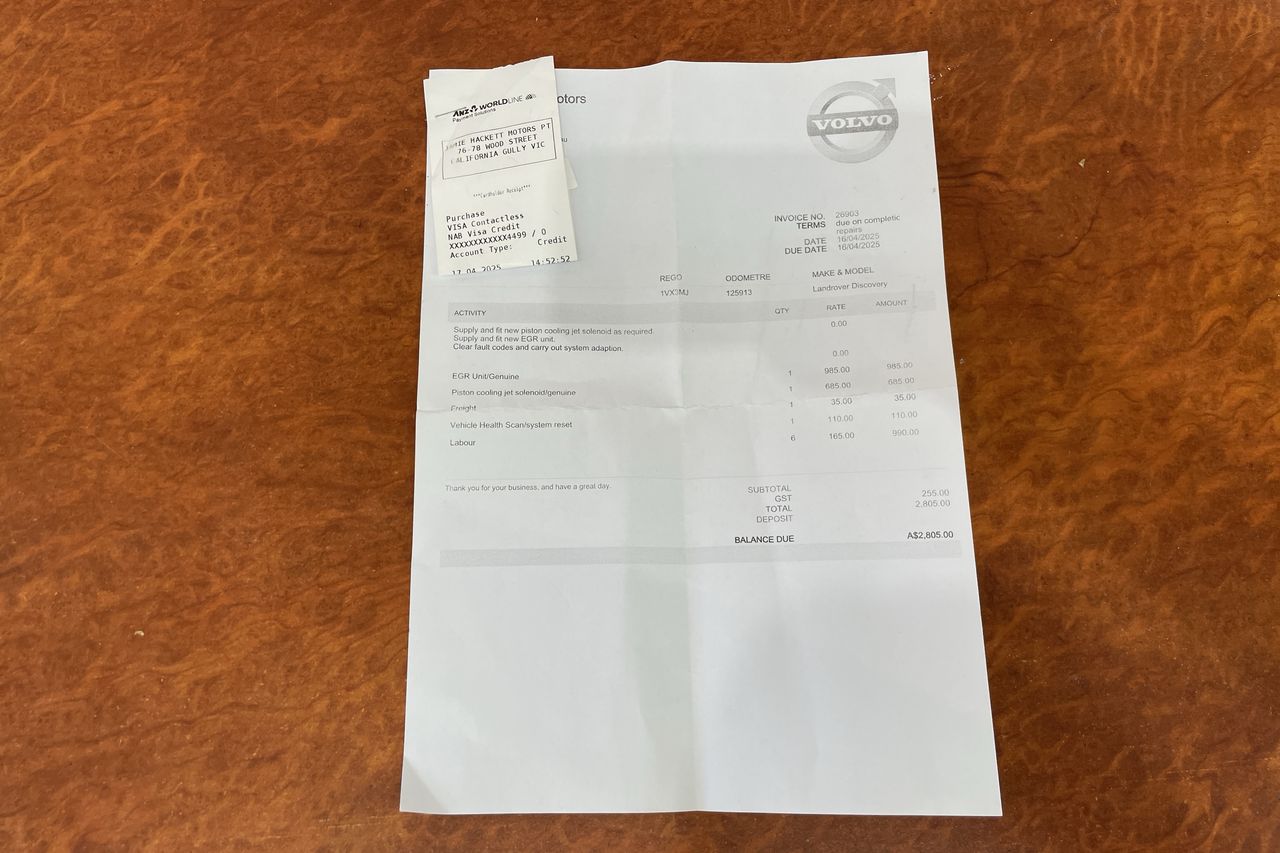 ANZ WORLDLINE
Payment Solutions
JAMIE HACKETT MOTORS PT
76-78 WOOD STREET
CALIFORNIA GULLY VIC
***Cardholder Receipt***
Purchase
VISA Contactless
NAB Visa Credit
XXXXXXXXXXXX4499 / 0
Account Type: Credit
17 04 2025 14:52:52
otors
au
VOLVO
INVOICE NO. 26903
TERMS due on completic
repairs
DATE 16/04/2025
DUE DATE 16/04/2025
REGO ODOMETRE MAKE & MODEL
1VX3MJ 125913 Landrover Discovery
ACTIVITY QTY RATE AMOUNT
Supply and fit new piston cooling jet solenoid as required. 0.00
Supply and fit new EGR unit.
Clear fault codes and carry out system adaption.
0.00
EGR Unit/Genuine 1 985.00 985.00
Piston cooling jet solenoid/genuine 1 685.00 685.00
Freight 1 35.00 35.00
Vehicle Health Scan/system reset 1 110.00 110.00
Labour 6 165.00 990.00
Thank you for your business, and have a great day.
SUBTOTAL
GST 255.00
TOTAL 2,805.00
DEPOSIT
BALANCE DUE A$2,805.00